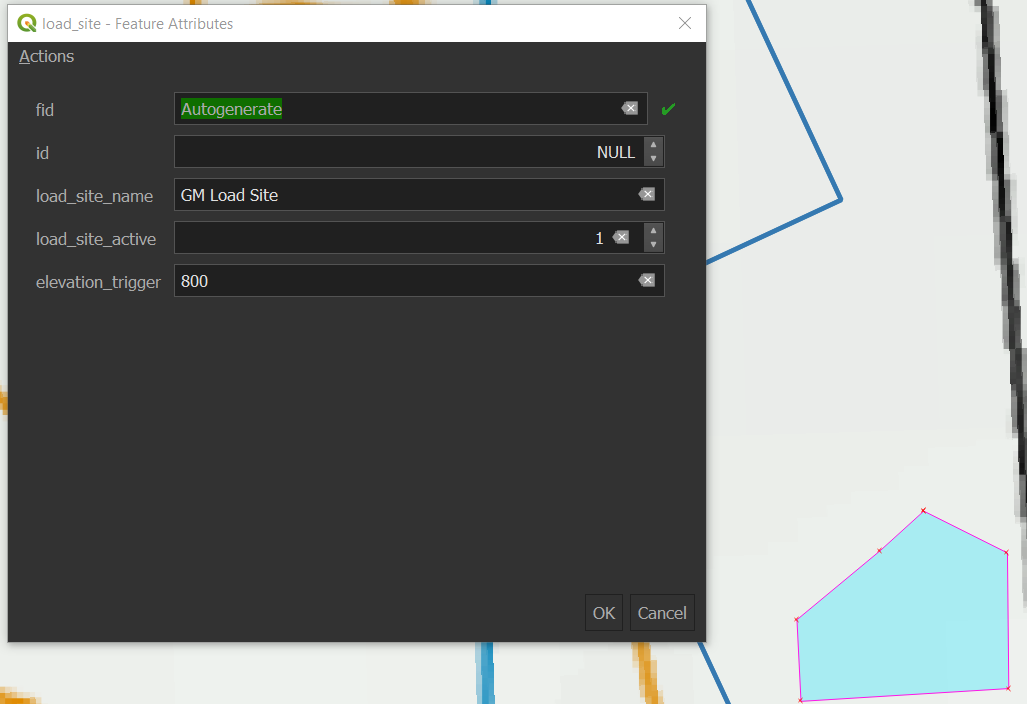 load_site - Feature Attributes
Actions
fid Autogenerate
id NULL
load_site_name GM Load Site
load_site_active 1
elevation_trigger 800
OK Cancel